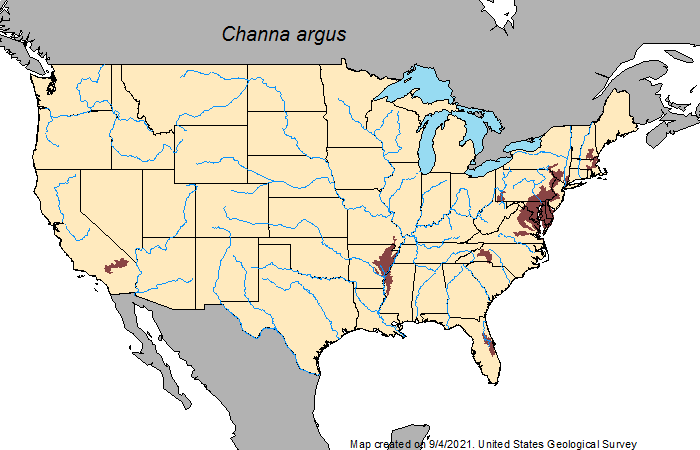 Channa argus
Map created on 9/4/2021. United States Geological Survey